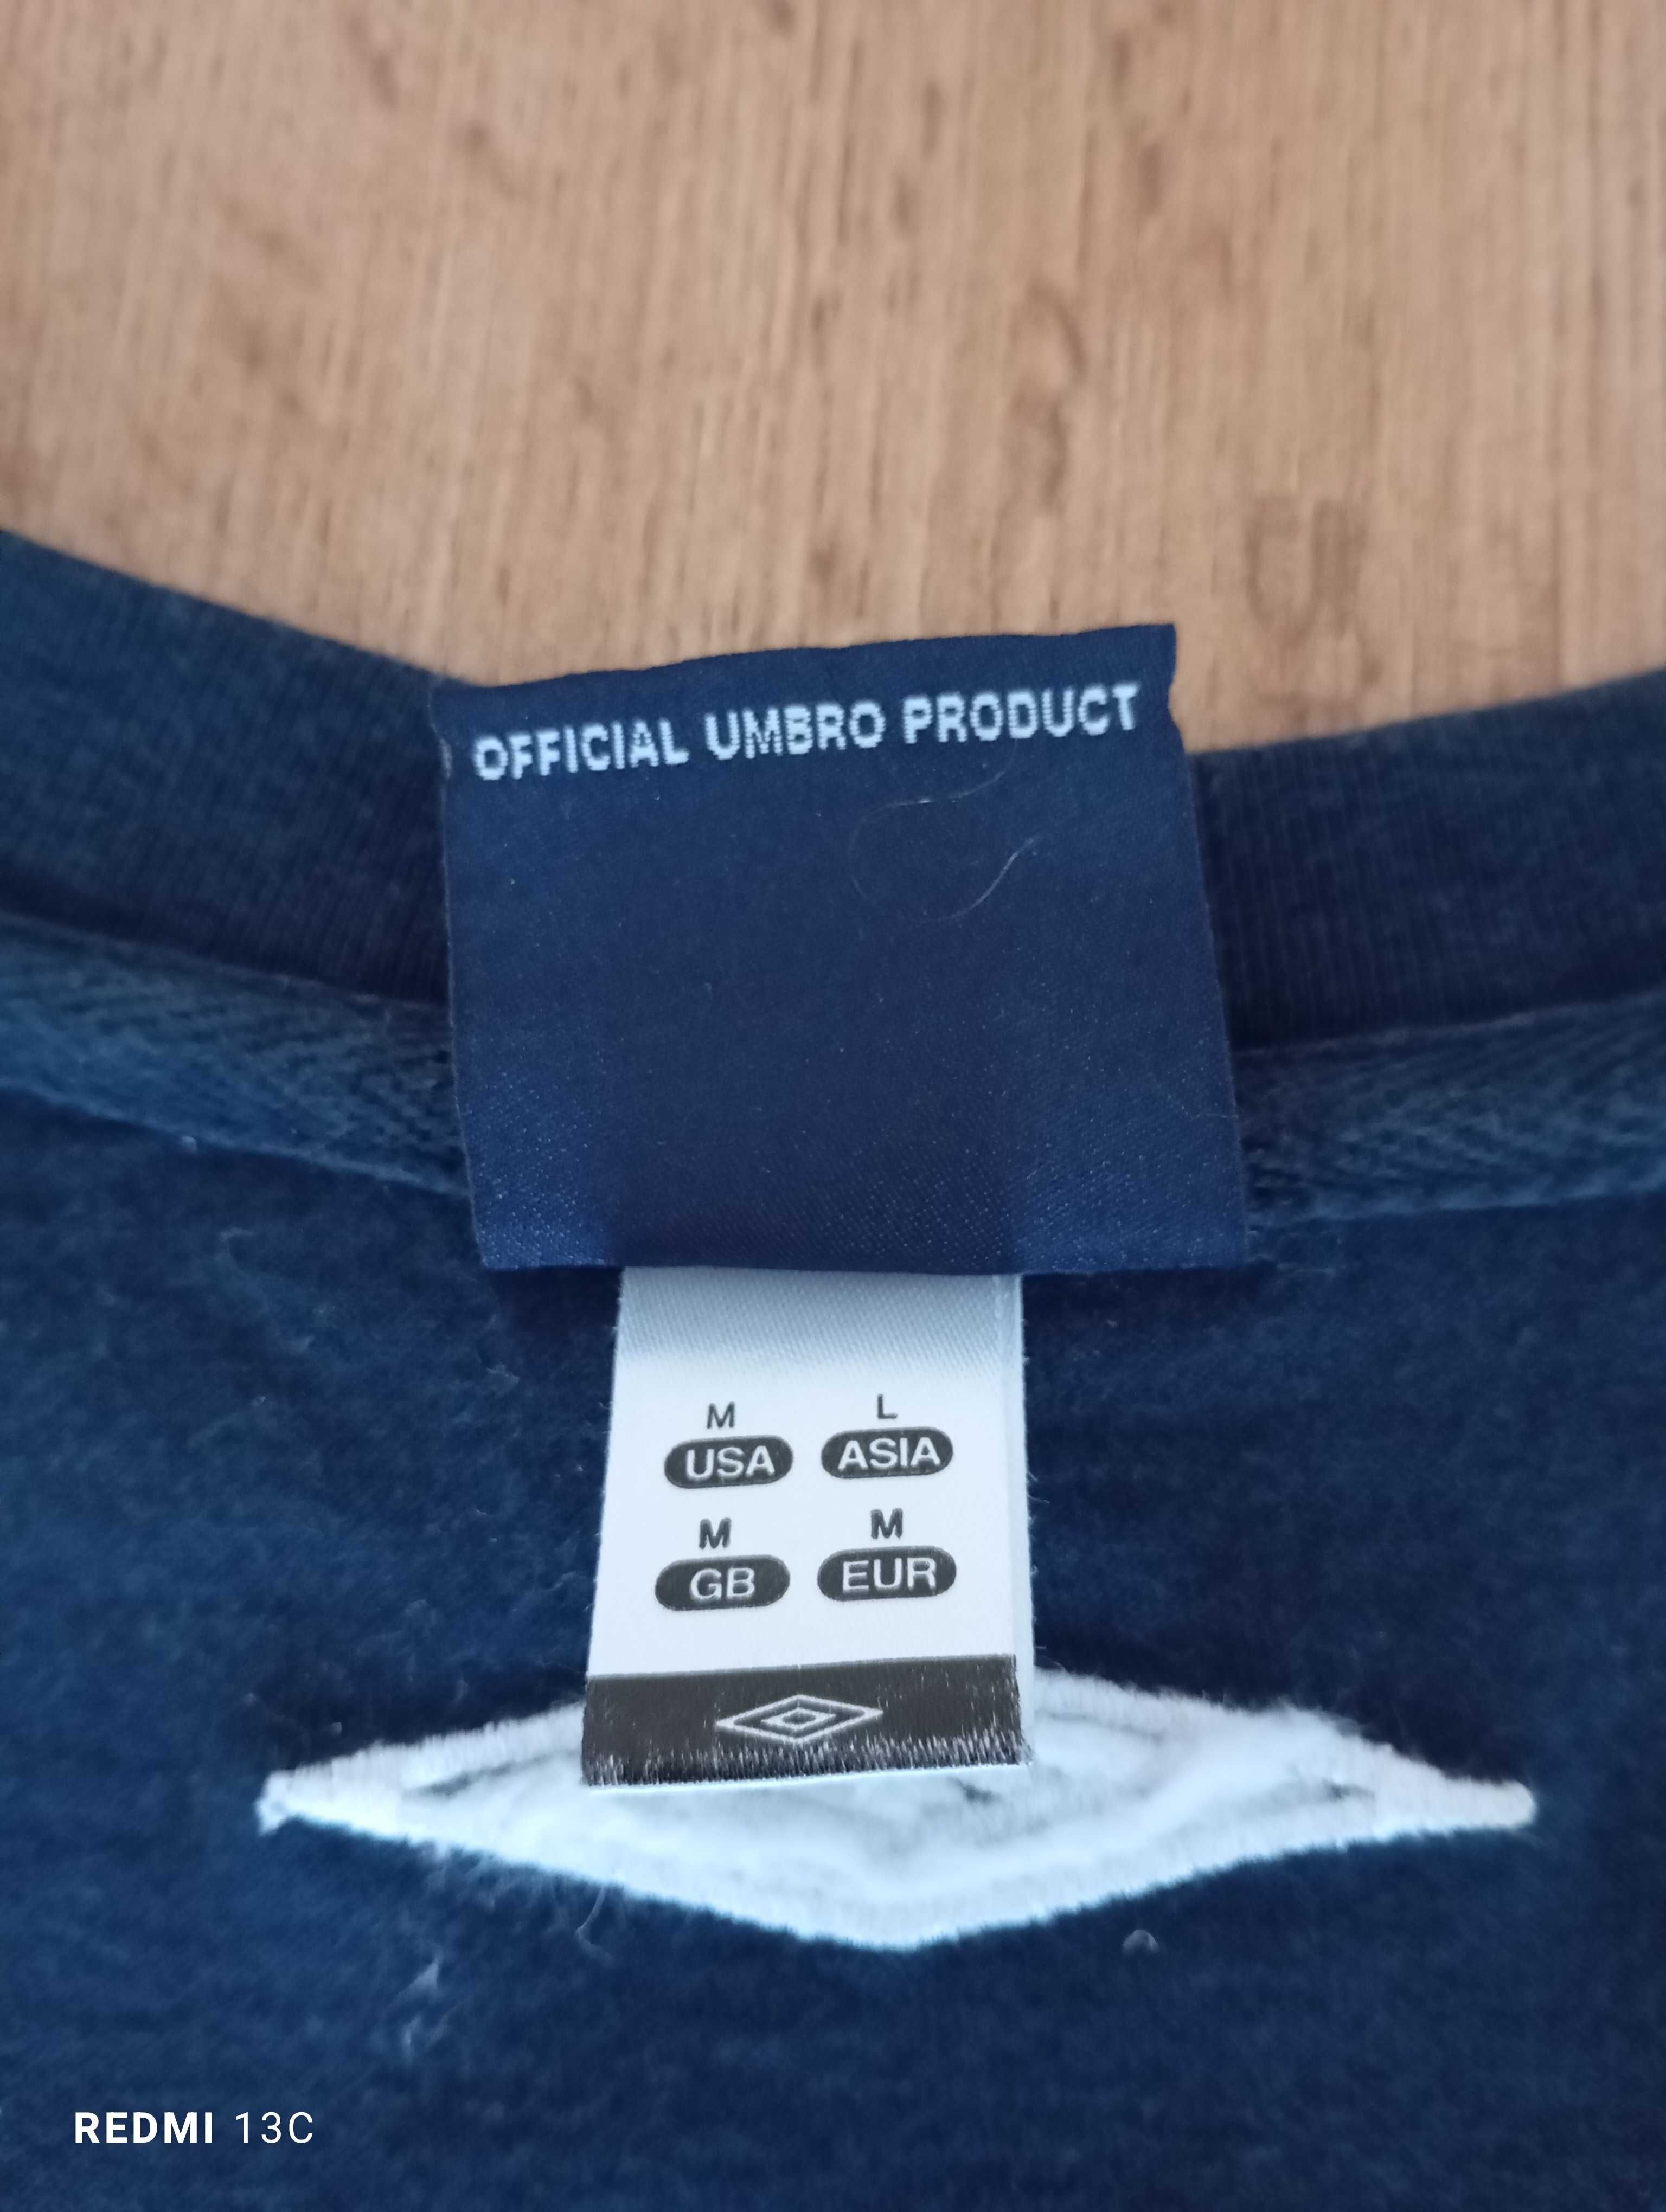 OFFICIAL UMBRO PRODUCT
M L
USA ASIA
M M
GB EUR
REDMI 13C